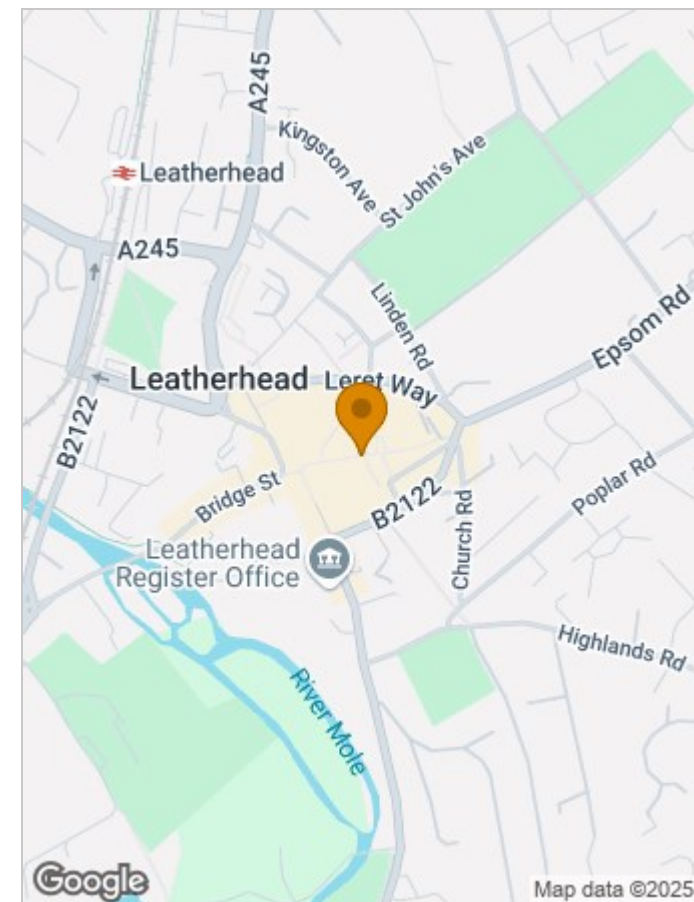 A245
Kingston Ave
St John's Ave
Leatherhead
A245
Linden Rd
Epsom Rd
Leatherhead
Leret Way
B2122
Bridge St
B2122
Church Rd
Poplar Rd
Leatherhead
Register Office
Highlands Rd
River Mole
Google
Map data ©2025